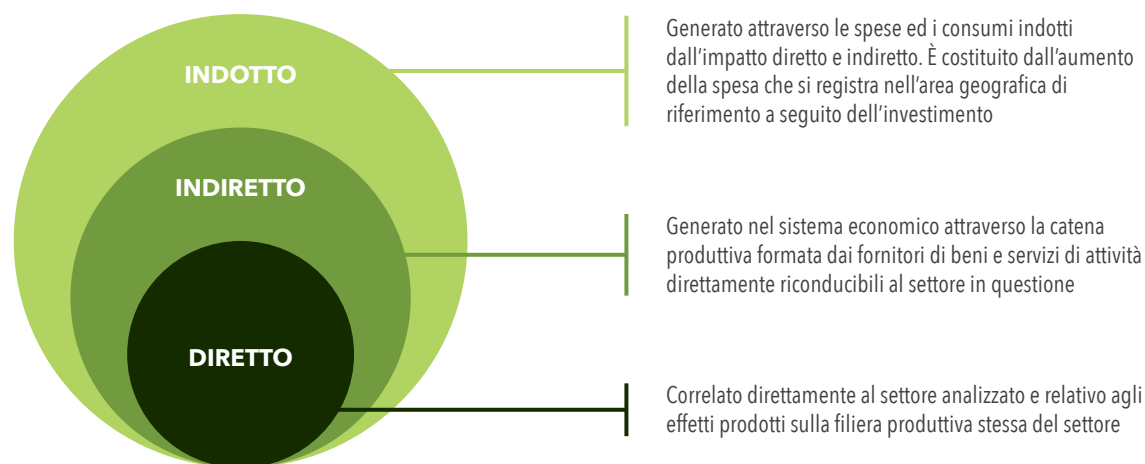 INDOTTO
Generato attraverso le spese ed i consumi indotti
dall'impatto diretto e indiretto. È costituito dall'aumento
della spesa che si registra nell'area geografica di
riferimento a seguito dell'investimento
INDIRETTO
Generato nel sistema economico attraverso la catena
produttiva formata dai fornitori di beni e servizi di attività
direttamente riconducibili al settore in questione
DIRETTO
Correlato direttamente al settore analizzato e relativo agli
effetti prodotti sulla filiera produttiva stessa del settore